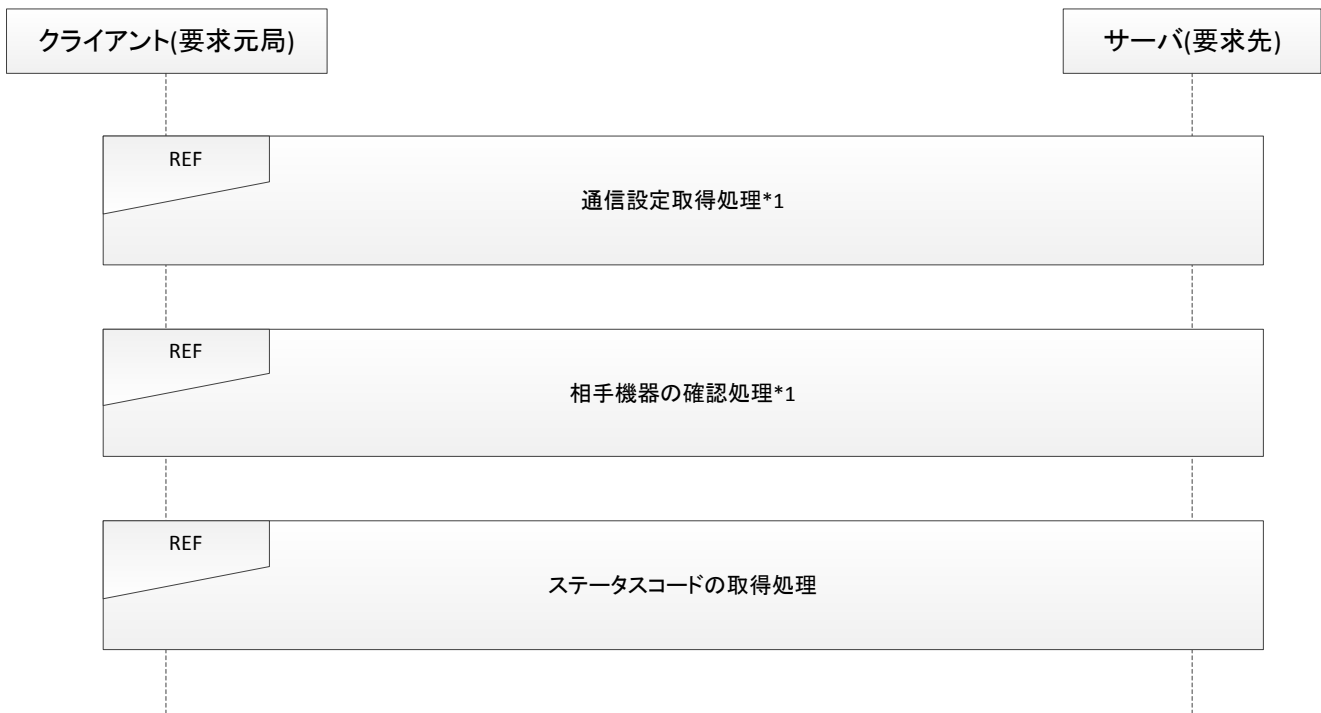 クライアント(要求元局)
サーバ(要求先)
REF
通信設定取得処理*1
REF
相手機器の確認処理*1
REF
ステータスコードの取得処理